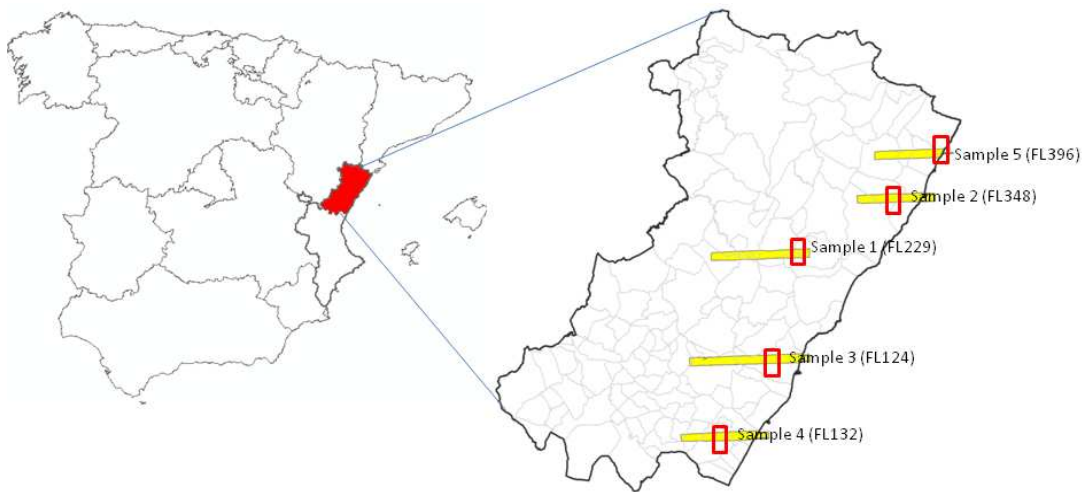 Sample 5 (FL396)
Sample 2 (FL348)
Sample 1 (FL229)
Sample 3 (FL124)
Sample 4 (FL132)